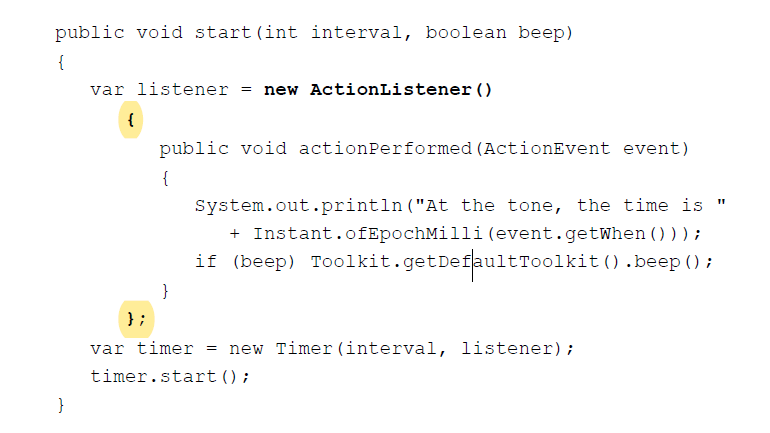 public void start(int interval, boolean beep)
{
   var listener = new ActionListener()
      {
         public void actionPerformed(ActionEvent event)
         {
            System.out.println("At the tone, the time is "
               + Instant.ofEpochMilli(event.getWhen()));
            if (beep) Toolkit.getDefaultToolkit().beep();
         }
      };
   var timer = new Timer(interval, listener);
   timer.start();
}